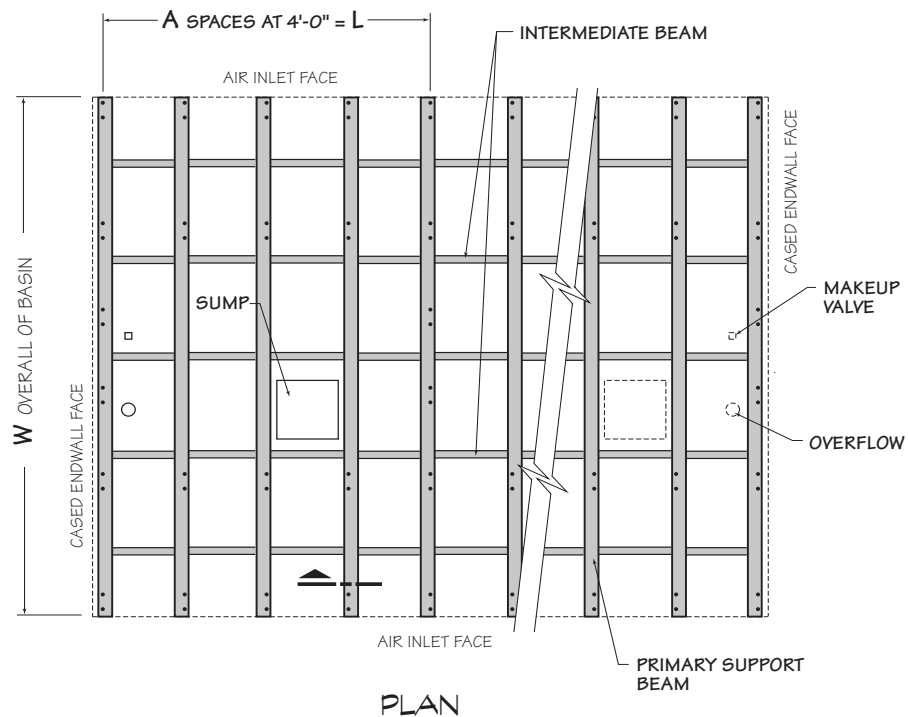 A SPACES AT 4'-0" = L
INTERMEDIATE BEAM
AIR INLET FACE
CASED ENDWALL FACE
W OVERALL OF BASIN
SUMP
MAKEUP
VALVE
CASED ENDWALL FACE
OVERFLOW
AIR INLET FACE
PRIMARY SUPPORT
BEAM
PLAN